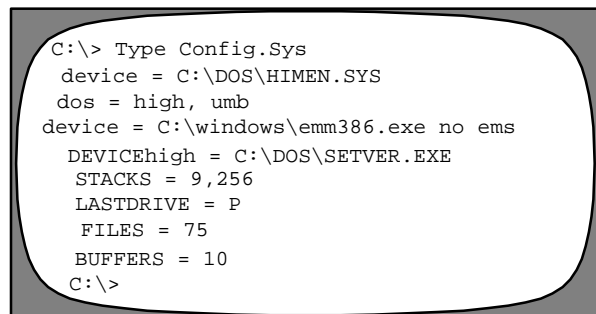 C:\> Type Config.Sys
device = C:\DOS\HIMEN.SYS
dos = high, umb
device = C:\windows\emm386.exe no ems
DEVICEhigh = C:\DOS\SETVER.EXE
STACKS = 9,256
LASTDRIVE = P
FILES = 75
BUFFERS = 10
C:\>